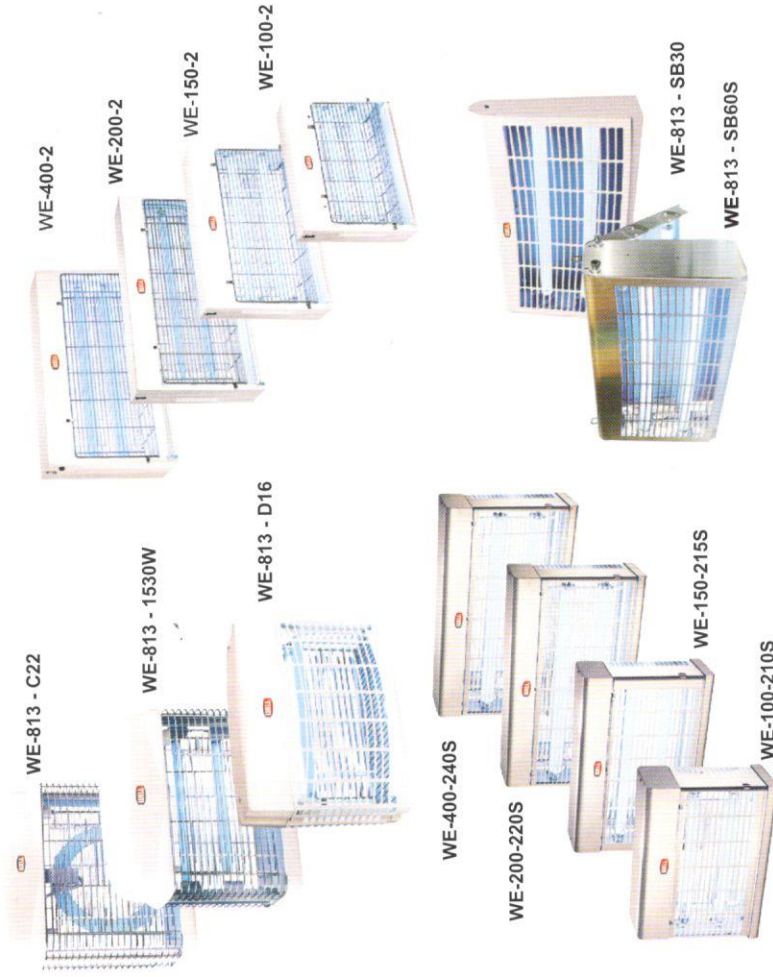 WE-813 - C22
WE-813 - 1530W
WE-813 - D16
WE-400-2
WE-200-2
WE-150-2
WE-100-2
WE-400-240S
WE-200-220S
WE-150-215S
WE-100-210S
WE-813 - SB30
WE-813 - SB60S